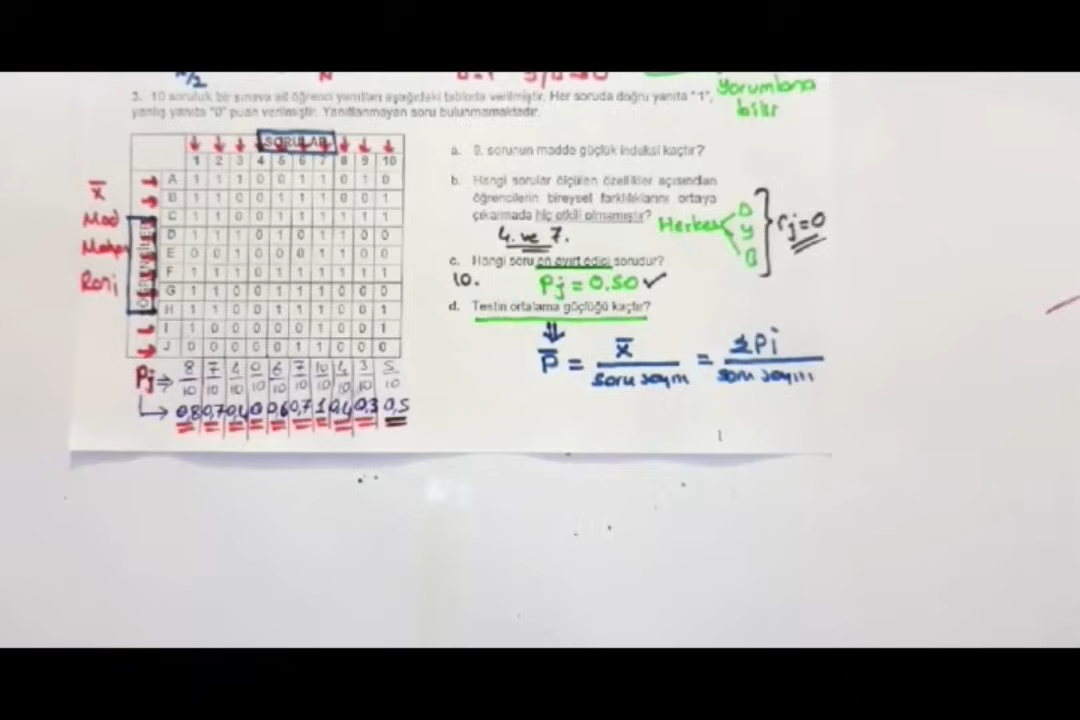 Yorumlana
bilir
3. 10 soruluk bir sınava ait öğrenci yanıtları aşağıdaki tabloda verilmiştir. Her soruda doğru yanıta "1",
yanlış yanıta "0" puan verilmiştir. Yanıtlanmayan soru bulunmamaktadır.
SORULAR
1 2 3 4 5 6 7 8 9 10
A 1 1 1 0 0 1 1 0 1 0
B 1 1 0 0 1 1 1 0 0 1
C 1 1 0 0 1 1 1 1 1 1
D 1 1 1 0 1 0 1 1 0 0
E 0 0 1 0 0 0 1 1 0 0
F 1 1 1 0 1 1 1 1 1 1
G 1 1 0 0 1 1 1 0 0 0
H 1 1 0 0 1 1 1 0 0 1
I 1 0 0 0 0 0 1 0 0 1
J 0 0 0 0 0 1 1 0 0 0
ÖĞRENCİLER
x̄
Mod
Ranj
Pj ⇒ 8/10 7/10 4/10 0/10 6/10 7/10 10/10 4/10 3/10 5/10
0,8 0,7 0,4 0 0,6 0,7 1 0,4 0,3 0,5
a. 9. sorunun madde güçlük indeksi kaçtır?
b. Hangi sorular ölçülen özellikler açısından
öğrencilerin bireysel farklılıklarını ortaya
çıkarmada hiç etkili olmamıştır?
4. ve 7.
Herkes D Y B } rj=0
c. Hangi soru en ayırt edici sorudur?
10. Pj = 0.50 ✓
d. Testin ortalama güçlüğü kaçtır?
p̄ = x̄ / soru sayısı = ΣPj / soru sayısı
1